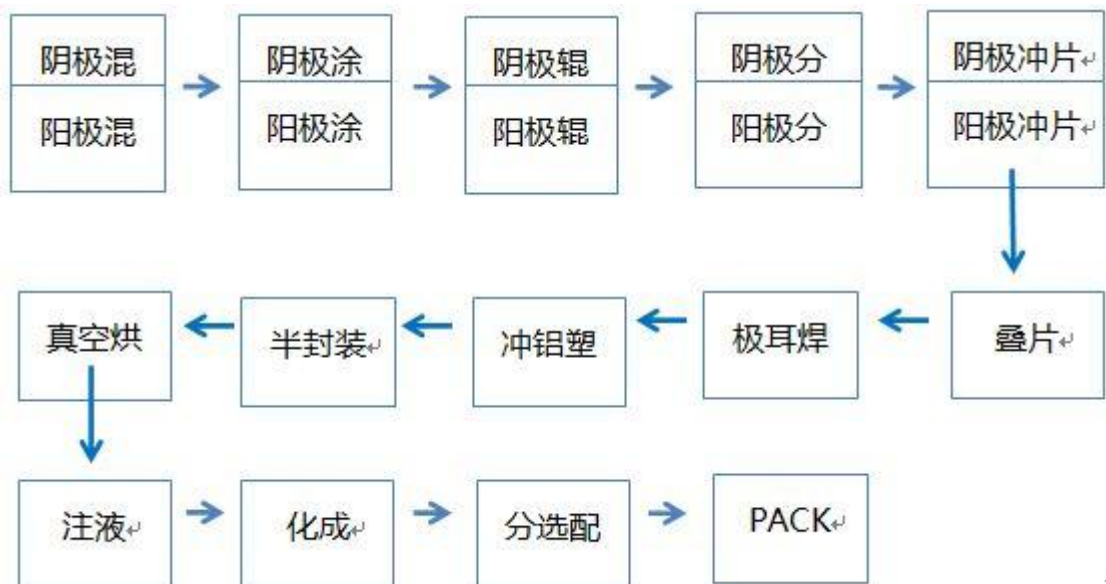 阴极混
阴极涂
阴极辊
阴极分
阴极冲片
阳极混
阳极涂
阳极辊
阳极分
阳极冲片
真空烘
半封装
冲铝塑
极耳焊
叠片
注液
化成
分选配
PACK